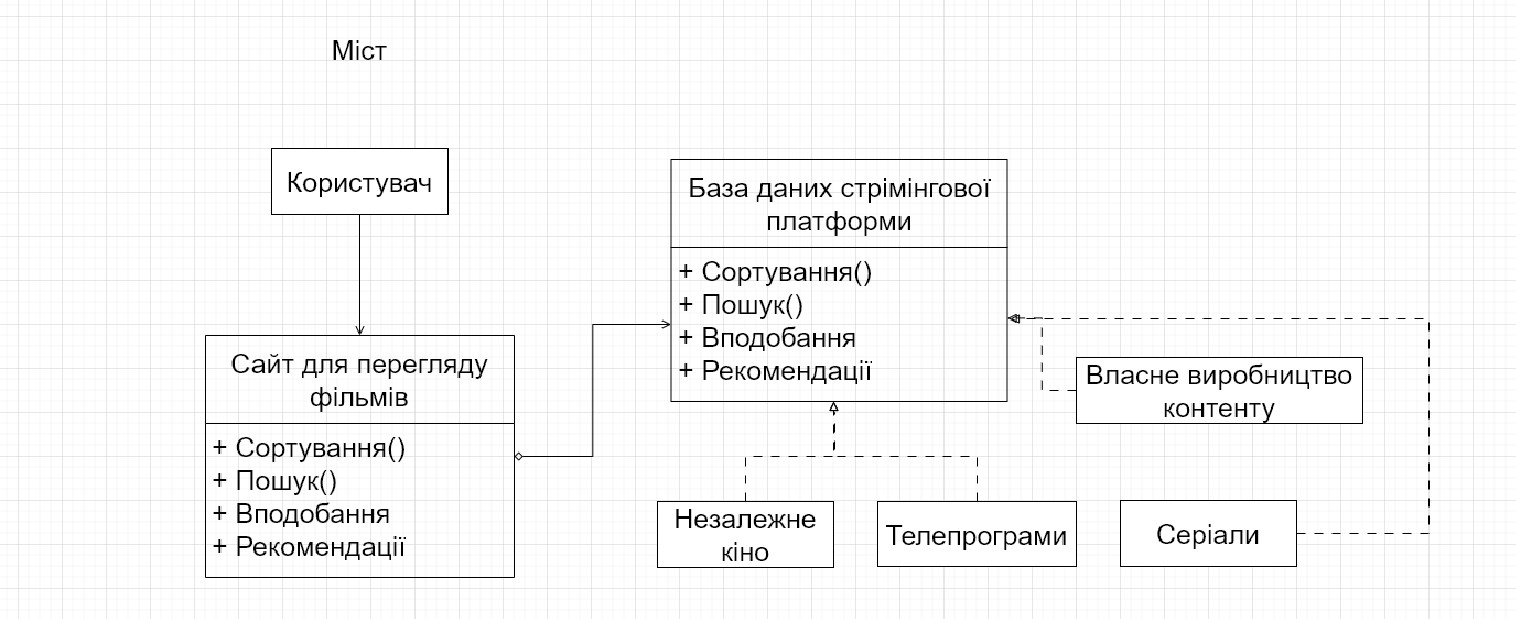 Міст
Користувач
Сайт для перегляду
фільмів
+ Сортування()
+ Пошук()
+ Вподобання
+ Рекомендації
База даних стрімінгової
платформи
+ Сортування()
+ Пошук()
+ Вподобання
+ Рекомендації
Власне виробництво
контенту
Незалежне
кіно
Телепрограми
Серіали